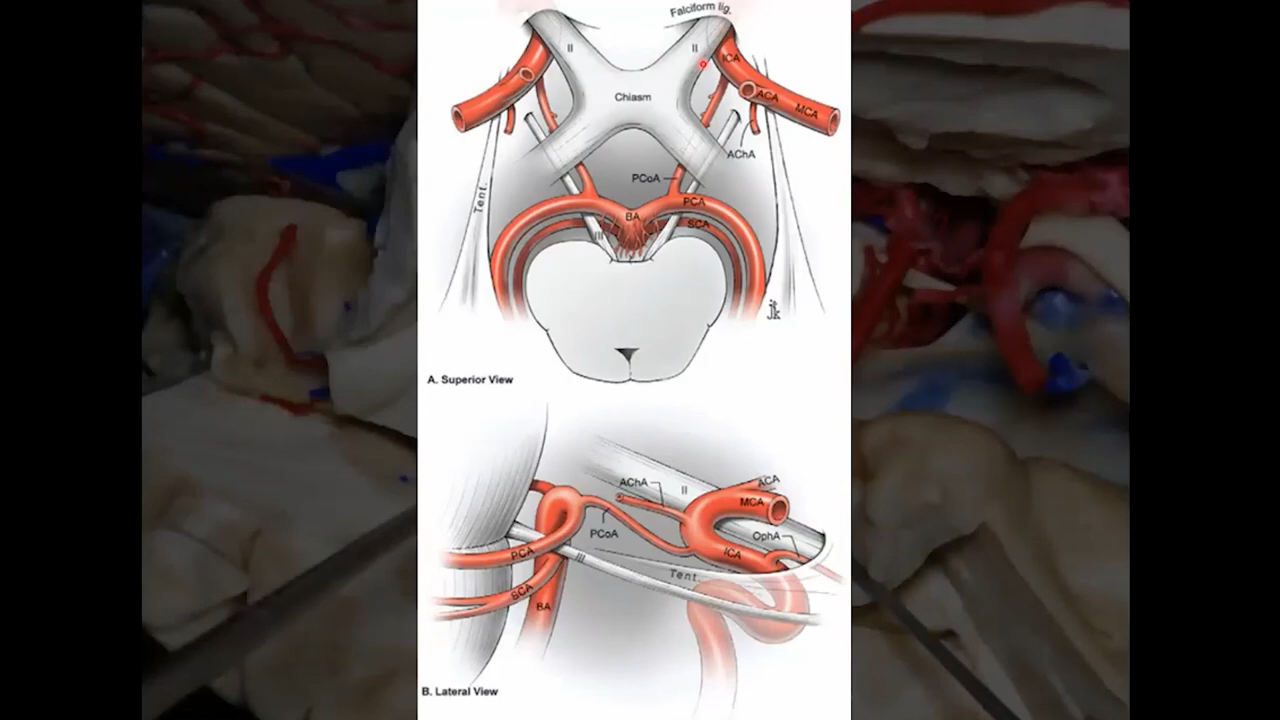 Falciform lig.
II
II
ICA
Chiasm
ACA
MCA
AChA
PCoA
Tent.
PCA
BA
SCA
III
jk
A. Superior View
AChA
II
ACA
MCA
PCoA
OphA
PCA
III
ICA
Tent.
SCA
BA
B. Lateral View